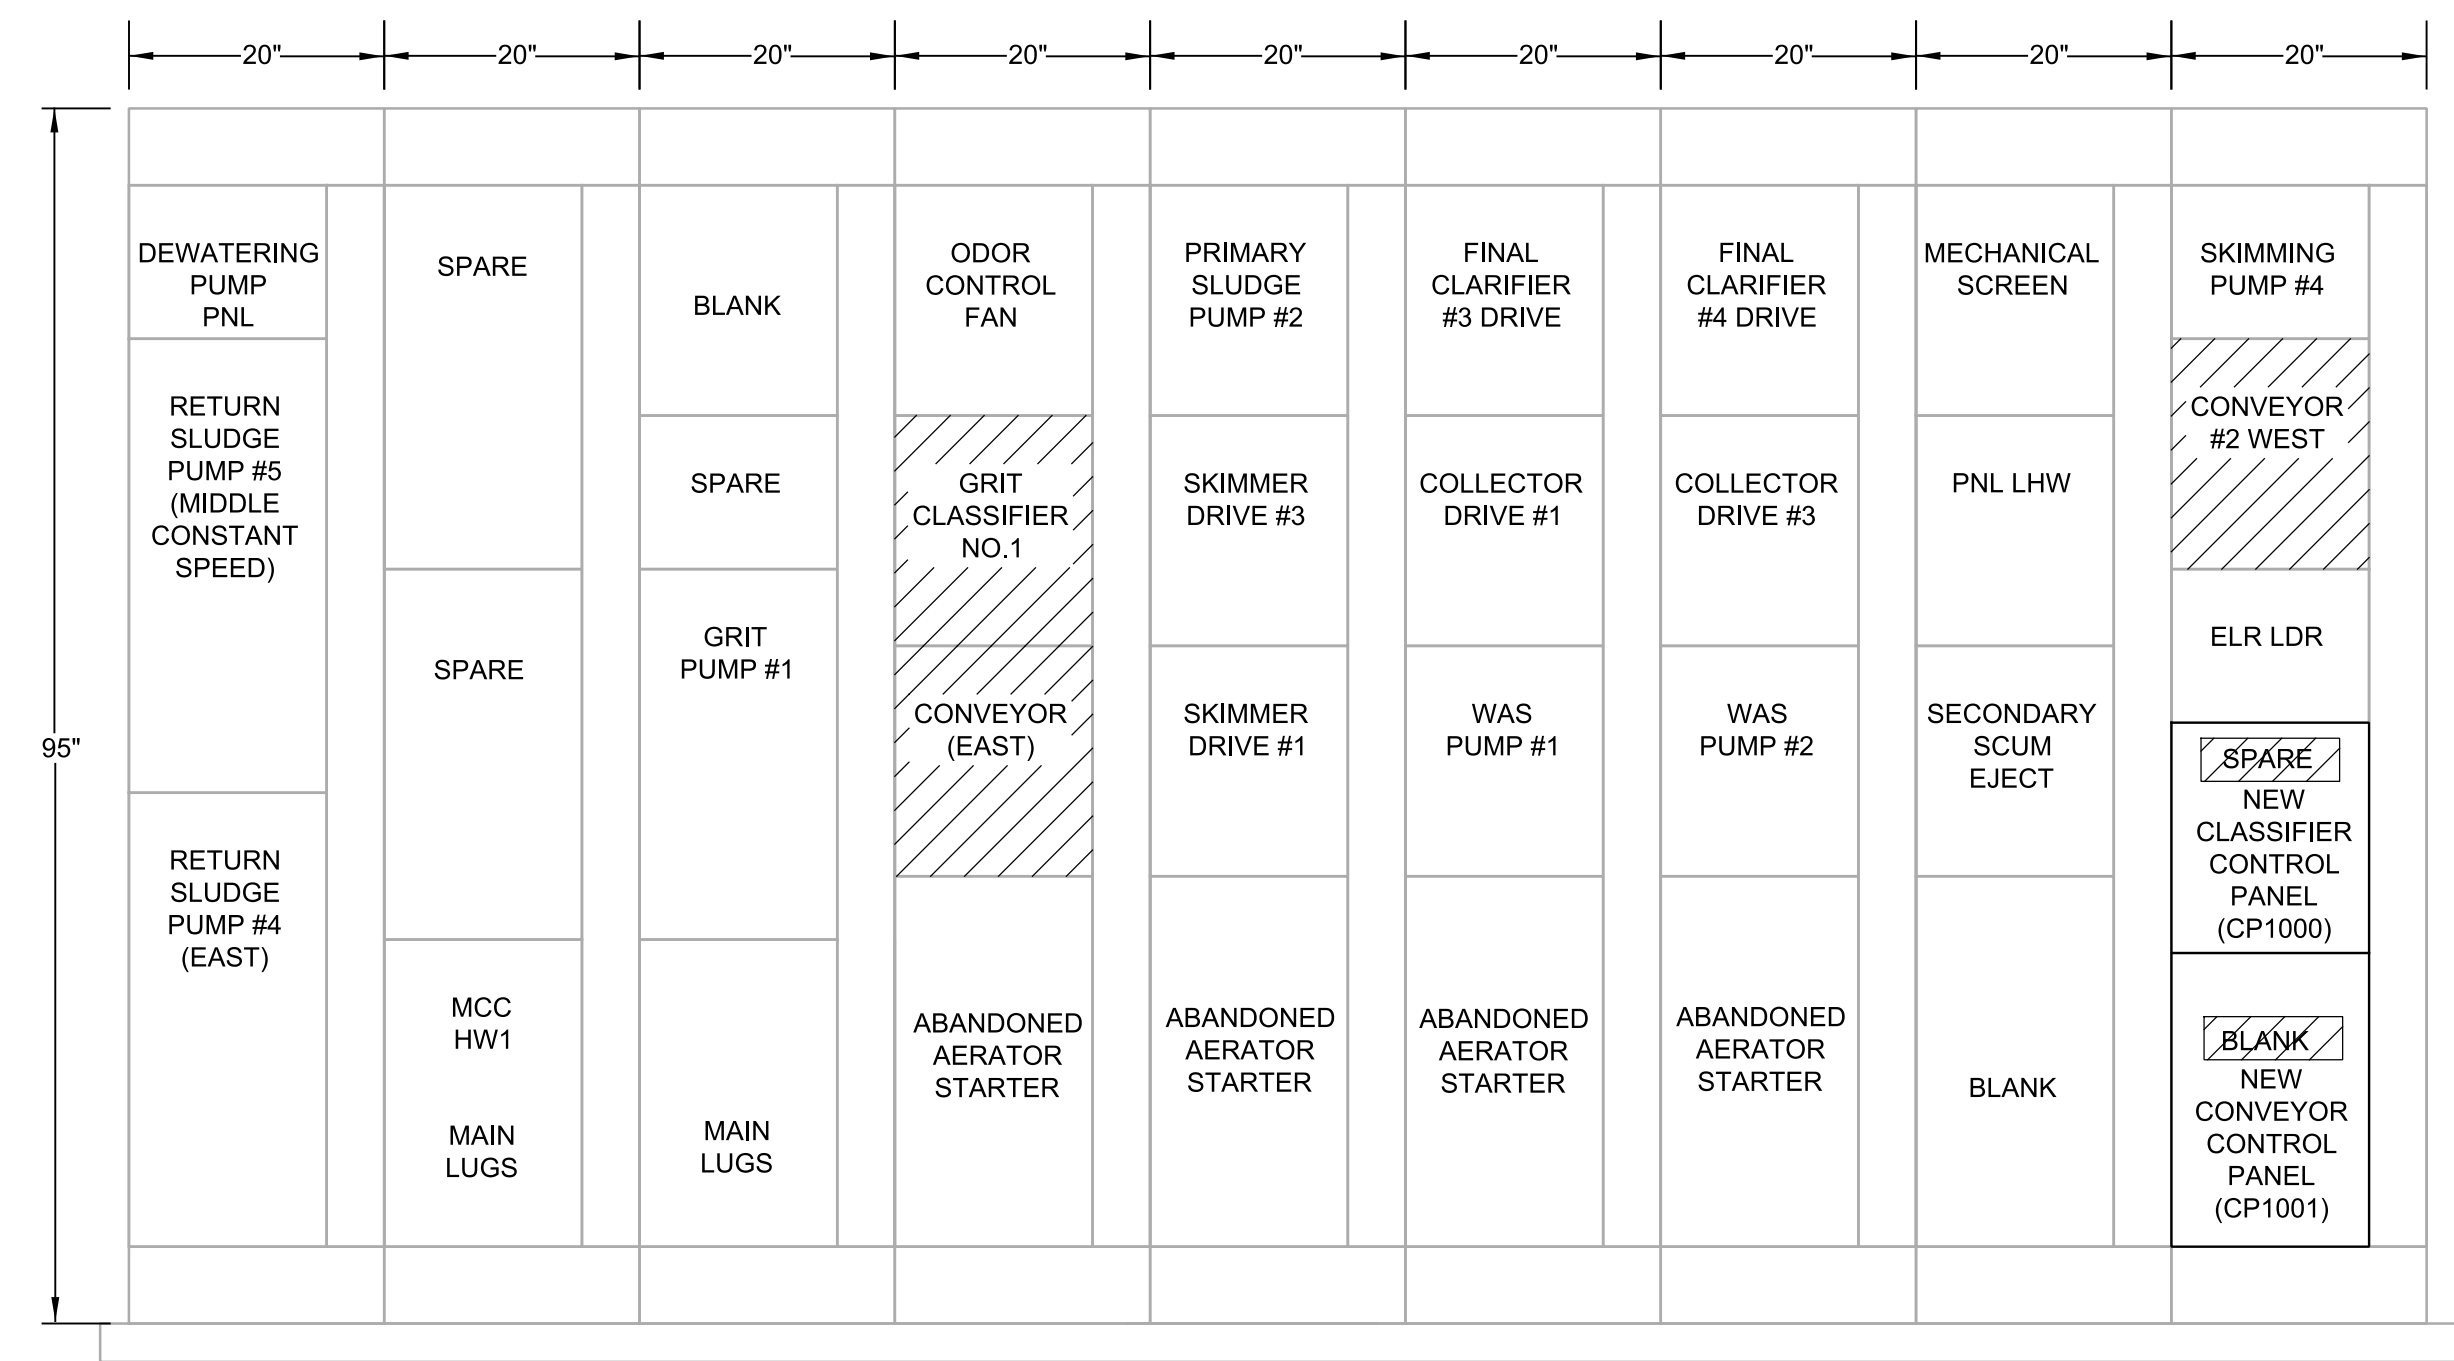 20"
20"
20"
20"
20"
20"
20"
20"
20"
95"
DEWATERING
PUMP
PNL
RETURN
SLUDGE
PUMP #5
(MIDDLE
CONSTANT
SPEED)
RETURN
SLUDGE
PUMP #4
(EAST)
SPARE
SPARE
MCC
HW1
MAIN
LUGS
BLANK
SPARE
GRIT
PUMP #1
MAIN
LUGS
ODOR
CONTROL
FAN
GRIT
CLASSIFIER
NO.1
CONVEYOR
(EAST)
ABANDONED
AERATOR
STARTER
PRIMARY
SLUDGE
PUMP #2
SKIMMER
DRIVE #3
SKIMMER
DRIVE #1
ABANDONED
AERATOR
STARTER
FINAL
CLARIFIER
#3 DRIVE
COLLECTOR
DRIVE #1
WAS
PUMP #1
ABANDONED
AERATOR
STARTER
FINAL
CLARIFIER
#4 DRIVE
COLLECTOR
DRIVE #3
WAS
PUMP #2
ABANDONED
AERATOR
STARTER
MECHANICAL
SCREEN
PNL LHW
SECONDARY
SCUM
EJECT
BLANK
SKIMMING
PUMP #4
CONVEYOR
#2 WEST
ELR LDR
SPARE
NEW
CLASSIFIER
CONTROL
PANEL
(CP1000)
BLANK
NEW
CONVEYOR
CONTROL
PANEL
(CP1001)